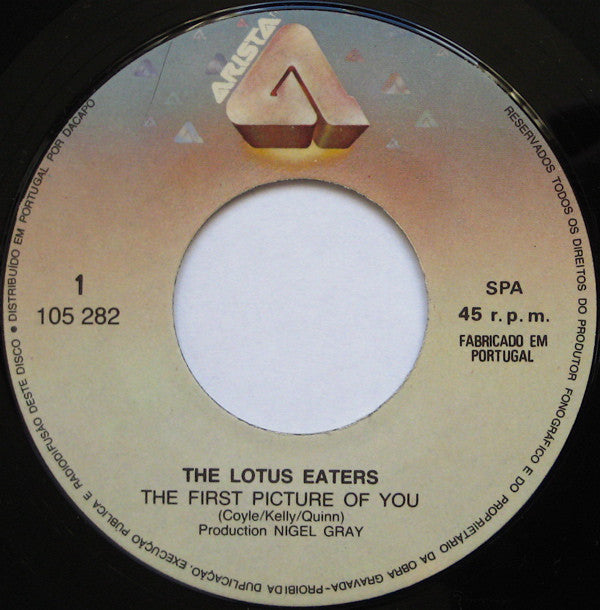 ARISTA
1
105 282
SPA
45 r.p.m.
FABRICADO EM
PORTUGAL
THE LOTUS EATERS
THE FIRST PICTURE OF YOU
(Coyle/Kelly/Quinn)
Production NIGEL GRAY
RESERVADOS TODOS OS DIREITOS DO PRODUTOR FONOGRÁFICO E DO PROPRIETÁRIO DA OBRA GRAVADA-PROIBIDA DUPLICAÇÃO, EXECUÇÃO PÚBLICA E RADIODIFUSÃO DESTE DISCO • DISTRIBUÍDO EM PORTUGAL POR DACAPO